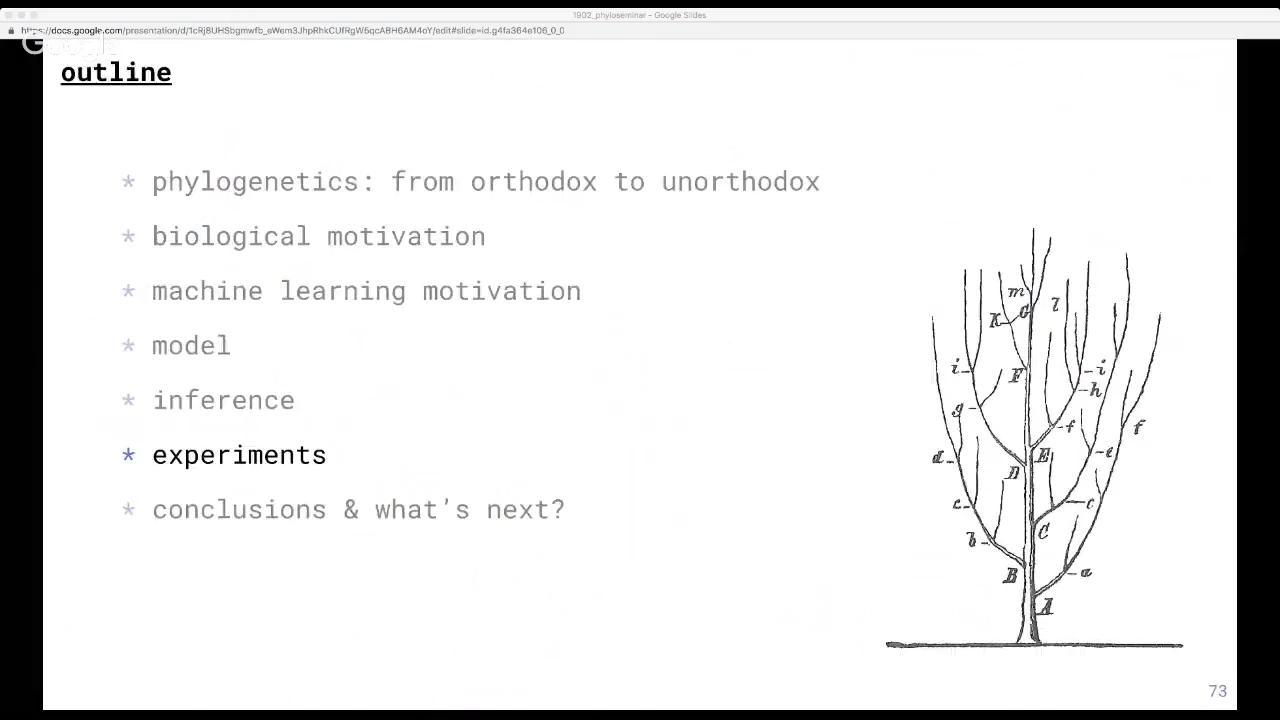 1902_phyloseminar - Google Slides
outline
* phylogenetics: from orthodox to unorthodox
* biological motivation
* machine learning motivation
* model
* inference
* experiments
* conclusions & what's next?
m
l
K
G
i
F
i
h
g
f
f
d
E
e
D
c
c
C
b
B
a
A
73